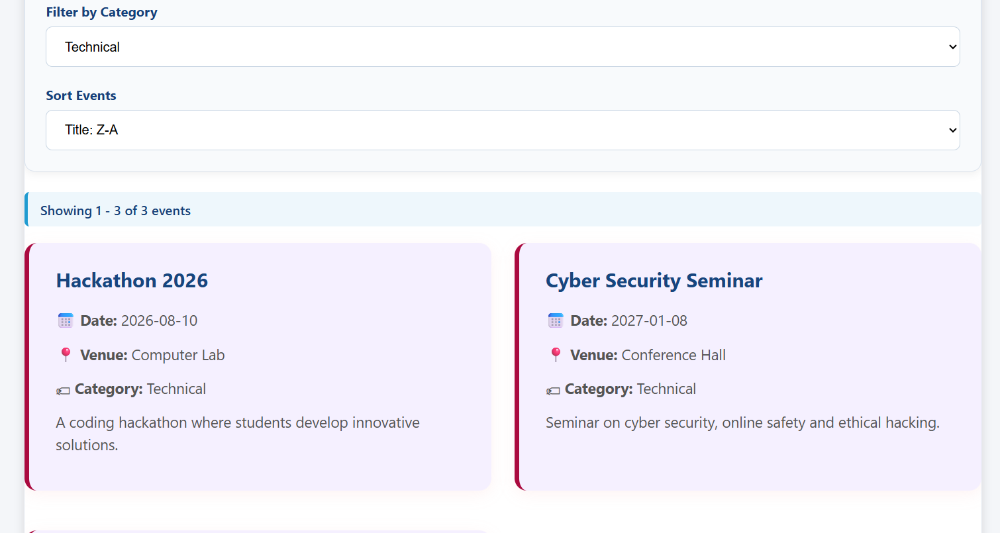 Filter by Category
Technical
Sort Events
Title: Z-A
Showing 1 - 3 of 3 events
Hackathon 2026
Date: 2026-08-10
Venue: Computer Lab
Category: Technical
A coding hackathon where students develop innovative
solutions.
Cyber Security Seminar
Date: 2027-01-08
Venue: Conference Hall
Category: Technical
Seminar on cyber security, online safety and ethical hacking.